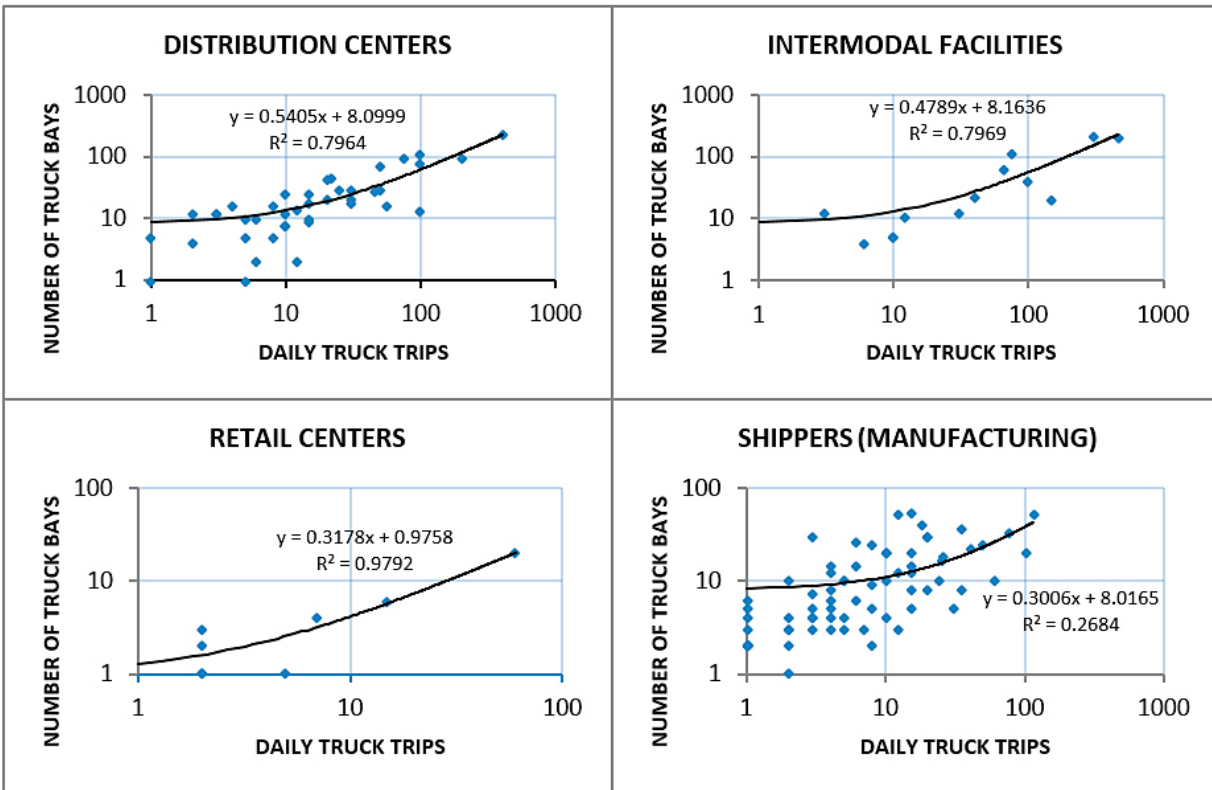 DISTRIBUTION CENTERS
NUMBER OF TRUCK BAYS
1000
100
10
1
y = 0.5405x + 8.0999
R² = 0.7964
1 10 100 1000
DAILY TRUCK TRIPS
INTERMODAL FACILITIES
NUMBER OF TRUCK BAYS
1000
100
10
1
y = 0.4789x + 8.1636
R² = 0.7969
1 10 100 1000
DAILY TRUCK TRIPS
RETAIL CENTERS
NUMBER OF TRUCK BAYS
100
10
1
y = 0.3178x + 0.9758
R² = 0.9792
1 10 100
DAILY TRUCK TRIPS
SHIPPERS (MANUFACTURING)
NUMBER OF TRUCK BAYS
100
10
1
y = 0.3006x + 8.0165
R² = 0.2684
1 10 100 1000
DAILY TRUCK TRIPS